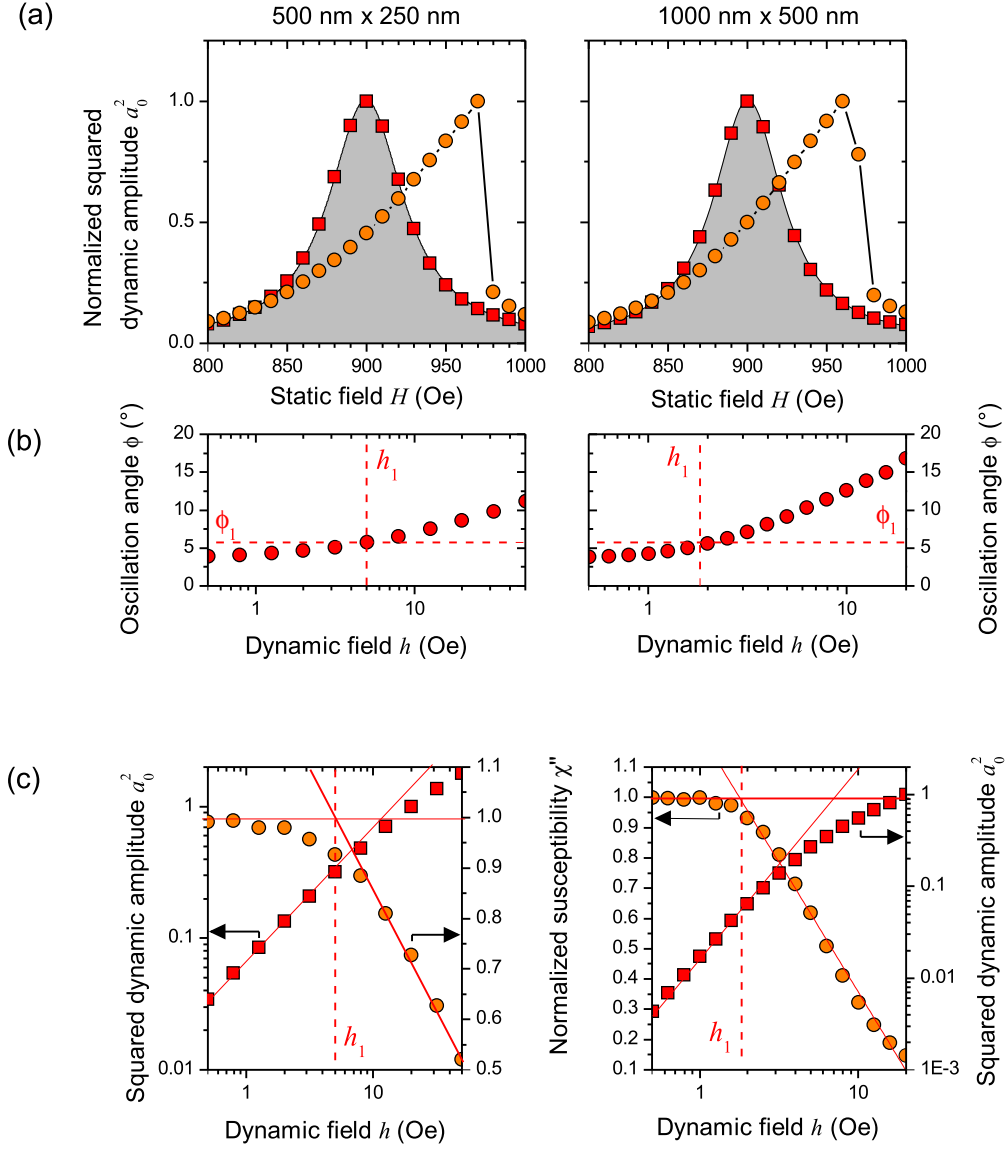 (a)
500 nm x 250 nm
1000 nm x 500 nm
Normalized squared
dynamic amplitude a₀²
1.0
0.5
0.0
800 850 900 950 1000
800 850 900 950 1000
Static field H (Oe)
Static field H (Oe)
(b)
Oscillation angle ϕ (°)
20
15
10
5
0
h₁
ϕ₁
1 10
Dynamic field h (Oe)
h₁
ϕ₁
20
15
10
5
0
Oscillation angle ϕ (°)
1 10
Dynamic field h (Oe)
(c)
Squared dynamic amplitude a₀²
1
0.1
0.01
1.1
1.0
0.9
0.8
0.7
0.6
0.5
h₁
1 10
Dynamic field h (Oe)
Normalized susceptibility χ"
1.1
1.0
0.9
0.8
0.7
0.6
0.5
0.4
0.3
0.2
0.1
h₁
1
0.1
0.01
1E-3
Squared dynamic amplitude a₀²
1 10
Dynamic field h (Oe)